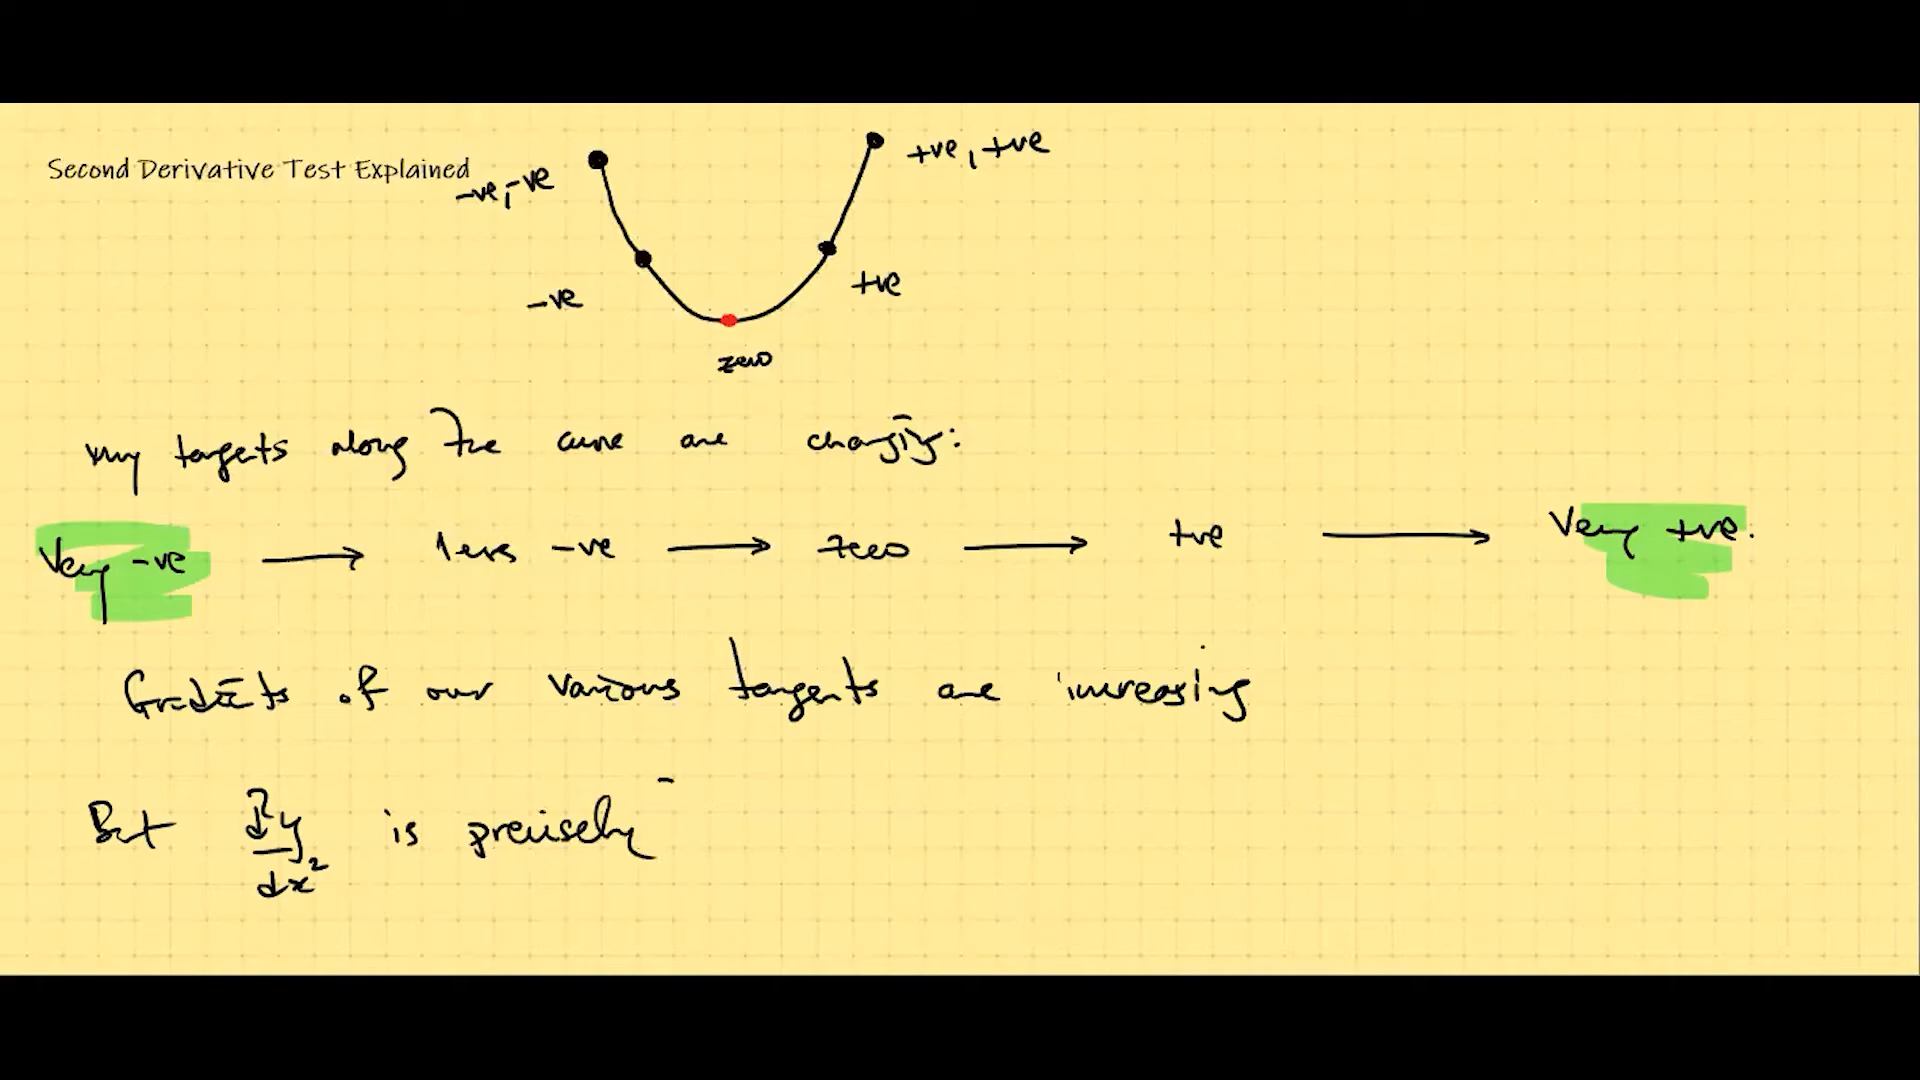 Second Derivative Test Explained
-ve, -ve
+ve, +ve
-ve
+ve
zero
my tangets along the curve are changing:
Very -ve → less -ve → zero → +ve → Very +ve.
Gradients of our various tangents are increasing
But d²y/dx² is precisely